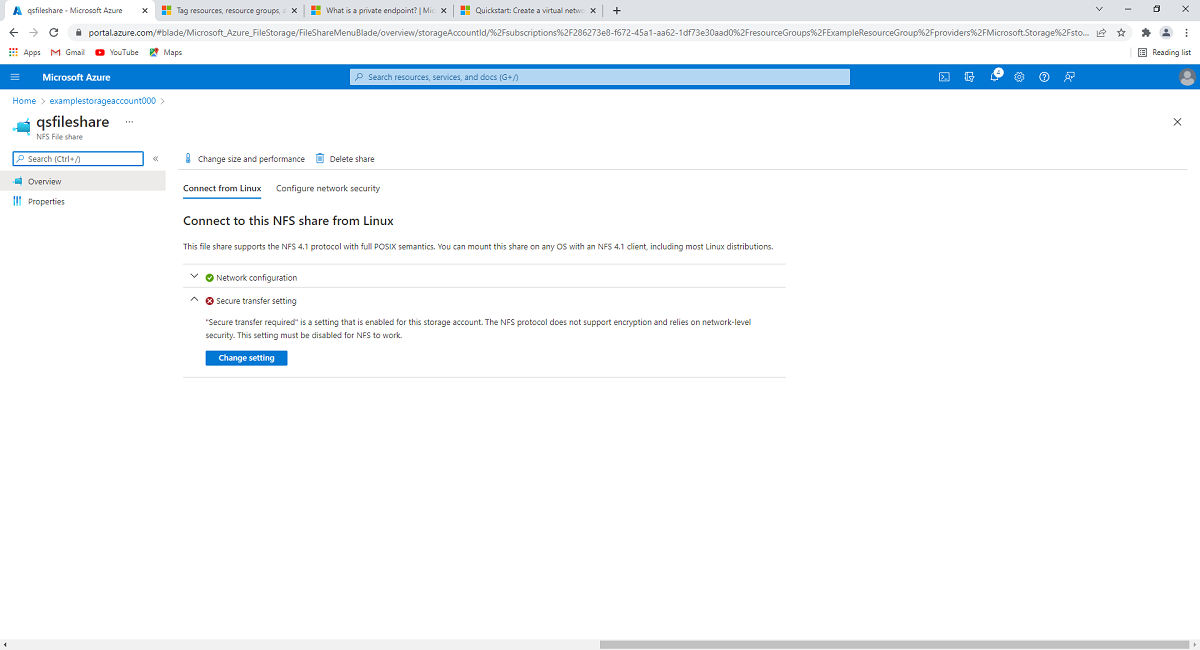 qsfileshare - Microsoft Azure
Tag resources, resource groups, a
What is a private endpoint? | Mic
Quickstart: Create a virtual netwo
portal.azure.com/#blade/Microsoft_Azure_FileStorage/FileShareMenuBlade/overview/storageAccountId/%2Fsubscriptions%2F286273e8-f672-45a1-aa62-1df73e30aad0%2FresourceGroups%2FExampleResourceGroup%2Fproviders%2FMicrosoft.Storage%2Fsto...
Apps Gmail YouTube Maps Reading list
Microsoft Azure
Search resources, services, and docs (G+/)
4
Home > examplestorageaccount000 >
qsfileshare ...
NFS File share
Search (Ctrl+/)
«
Overview
Properties
Change size and performance Delete share
Connect from Linux Configure network security
Connect to this NFS share from Linux
This file share supports the NFS 4.1 protocol with full POSIX semantics. You can mount this share on any OS with an NFS 4.1 client, including most Linux distributions.
Network configuration
Secure transfer setting
"Secure transfer required" is a setting that is enabled for this storage account. The NFS protocol does not support encryption and relies on network-level
security. This setting must be disabled for NFS to work.
Change setting